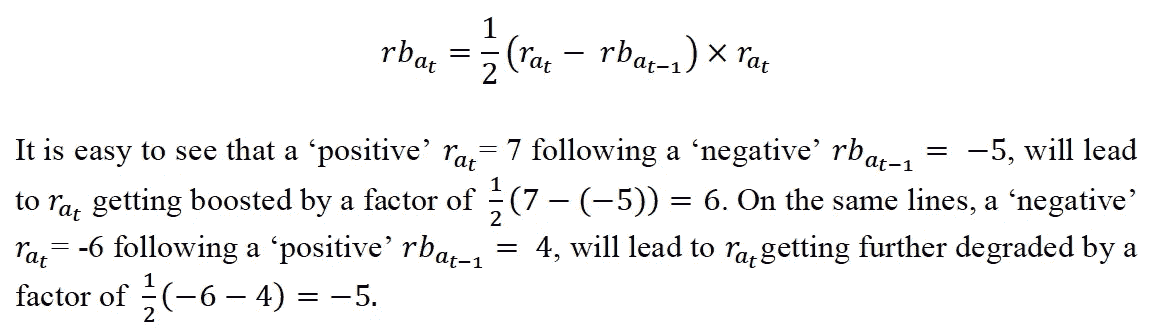 rb_{a_t} = \frac{1}{2}(r_{a_t} − rb_{a_{t−1}}) × r_{a_t}
It is easy to see that a ‘positive’ r_{a_t}= 7 following a ‘negative’ rb_{a_{t−1}} = −5, will lead
to r_{a_t} getting boosted by a factor of \frac{1}{2}(7 − (−5)) = 6. On the same lines, a ‘negative’
r_{a_t}= -6 following a ‘positive’ rb_{a_{t−1}} = 4, will lead to r_{a_t}getting further degraded by a
factor of \frac{1}{2}(−6 − 4) = −5.